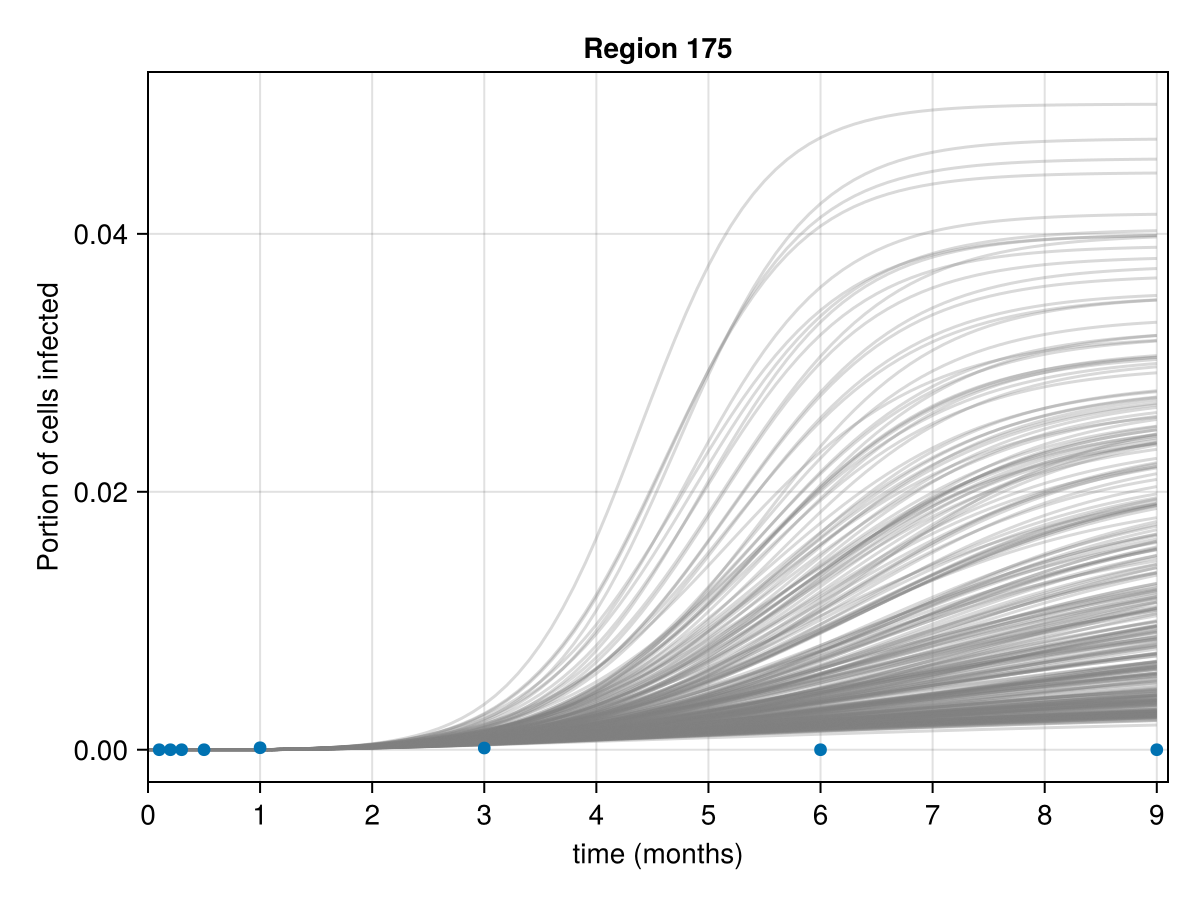 Region 175
Portion of cells infected
0.04
0.02
0.00
0 1 2 3 4 5 6 7 8 9
time (months)